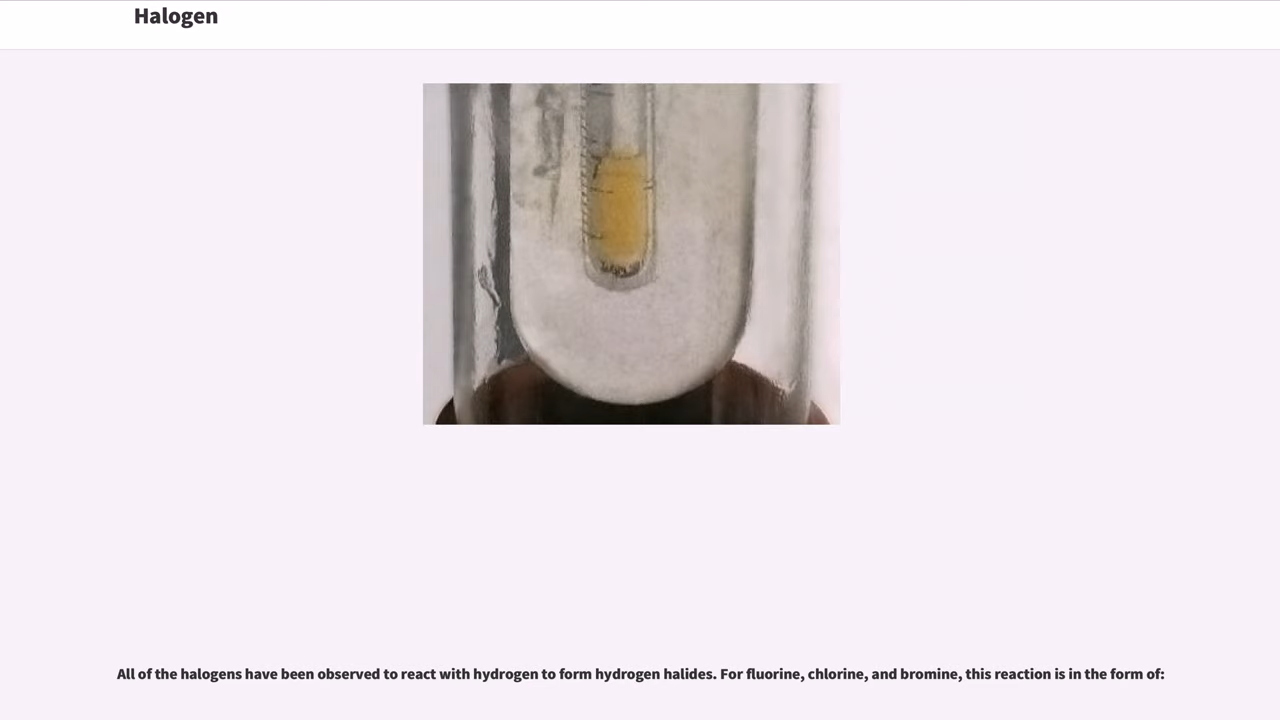 Halogen
All of the halogens have been observed to react with hydrogen to form hydrogen halides. For fluorine, chlorine, and bromine, this reaction is in the form of: